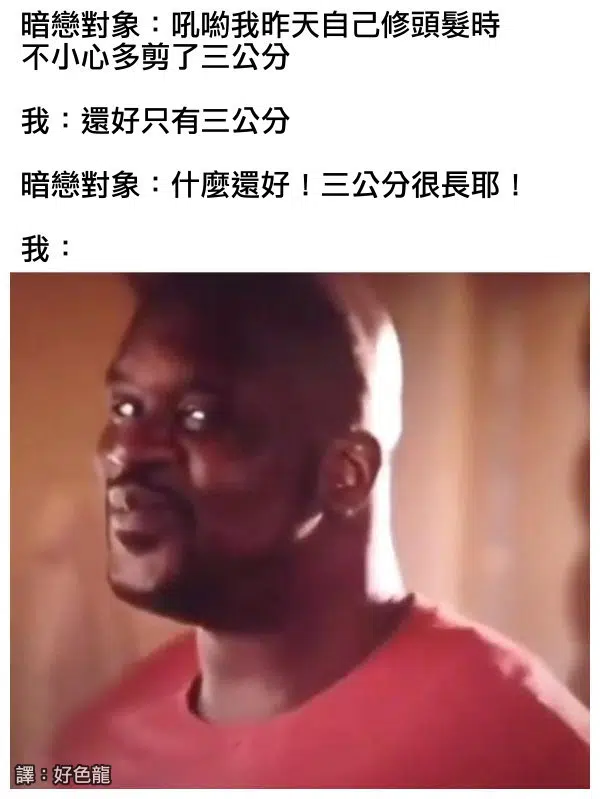 暗戀對象：吼喲我昨天自己修頭髮時
不小心多剪了三公分
我：還好只有三公分
暗戀對象：什麼還好！三公分很長耶！
我：
譯：好色龍